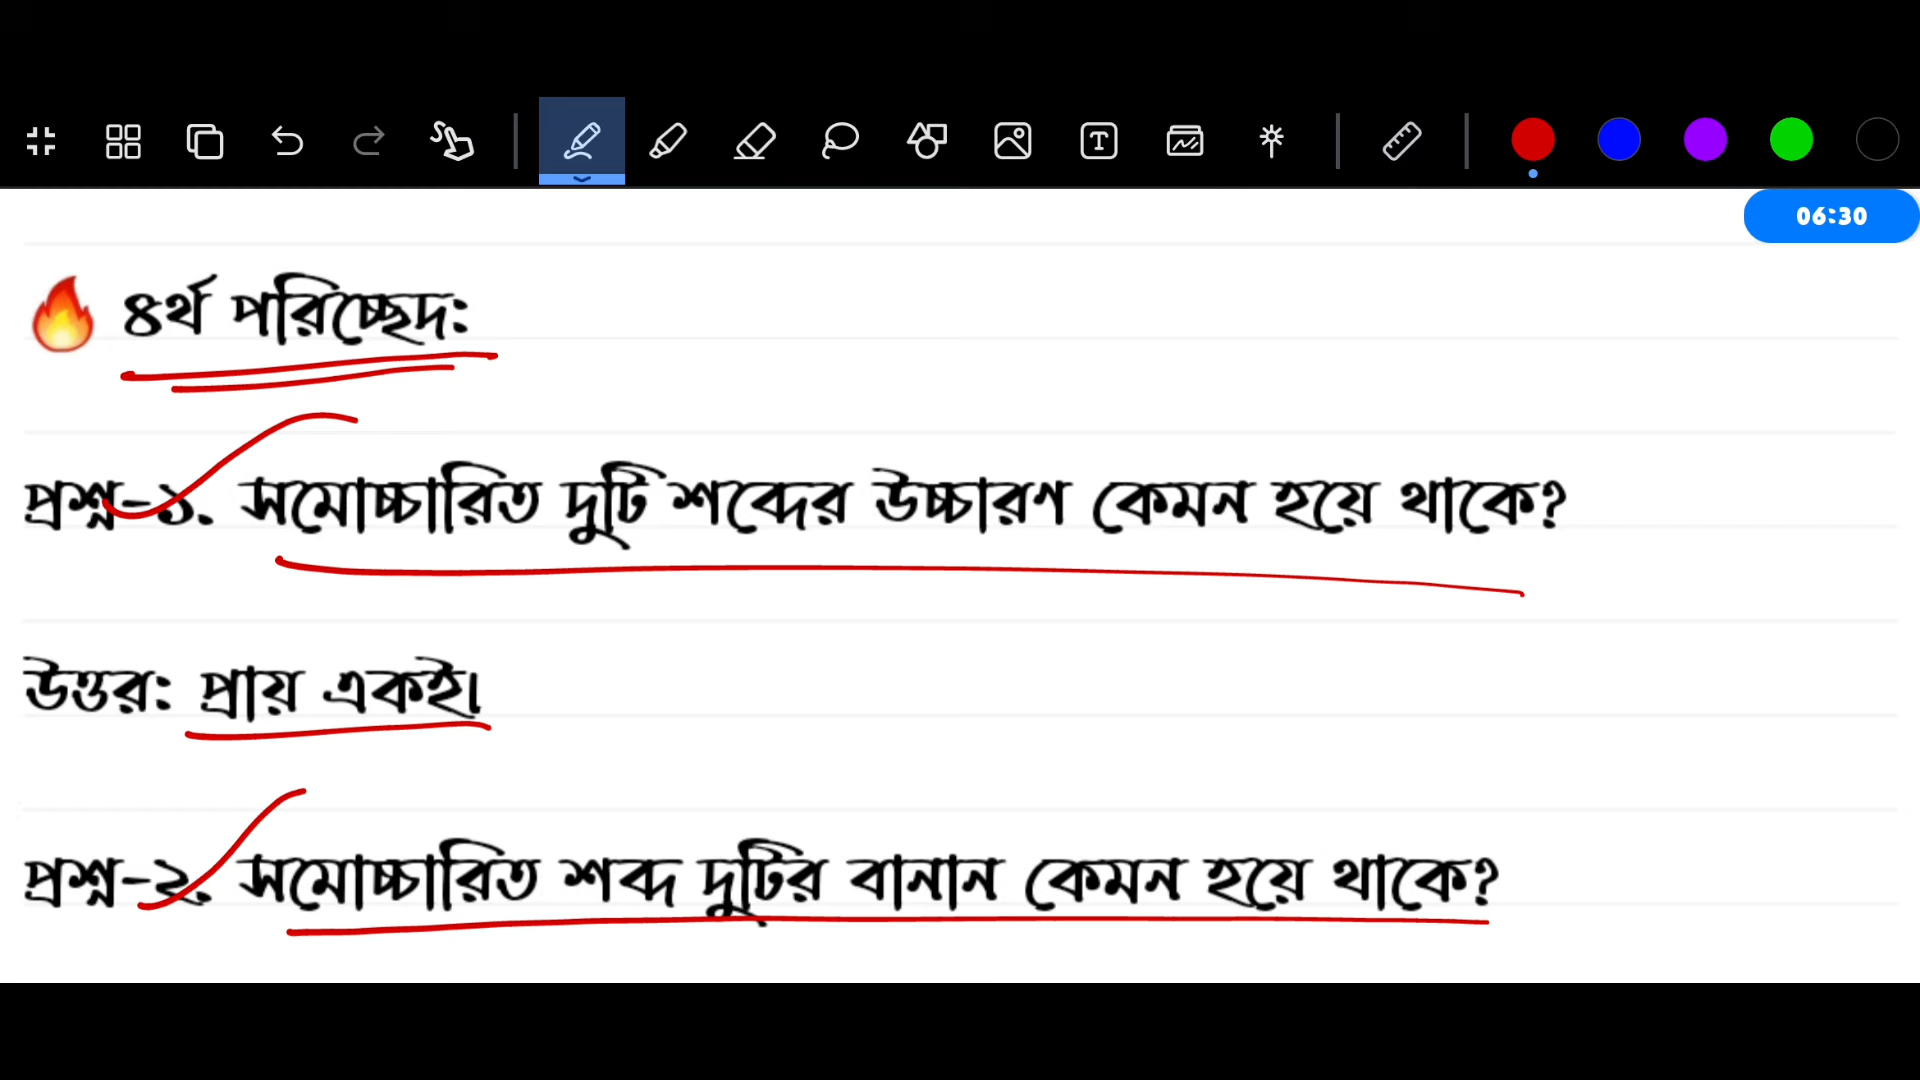 06:30
৪র্থ পরিচ্ছেদ:
প্রশ্ন-১. সমোচ্চারিত দুটি শব্দের উচ্চারণ কেমন হয়ে থাকে?
উত্তর: প্রায় একই।
প্রশ্ন-২. সমোচ্চারিত শব্দ দুটির বানান কেমন হয়ে থাকে?